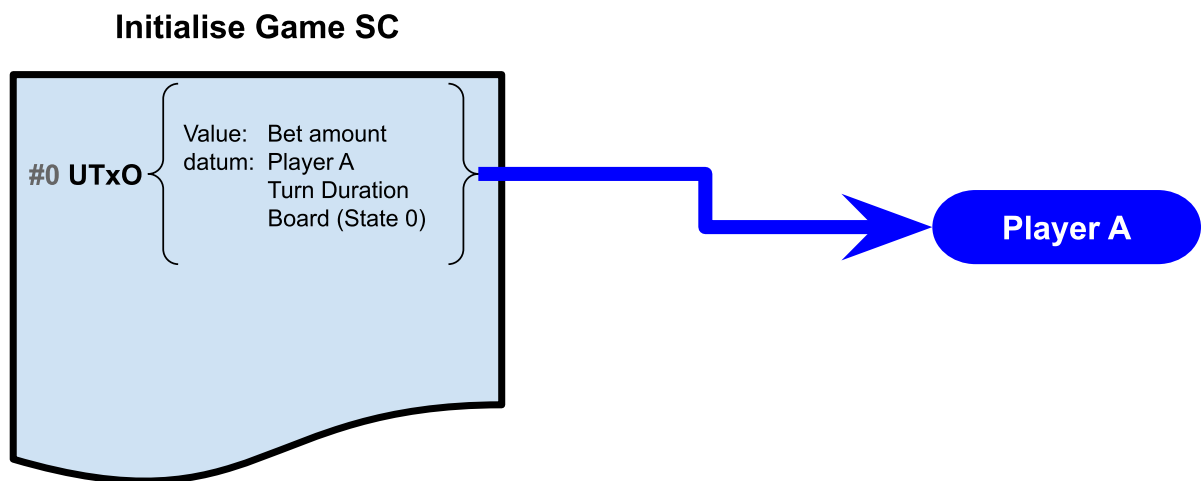 Initialise Game SC
#0 UTxO
Value: Bet amount
datum: Player A
Turn Duration
Board (State 0)
Player A